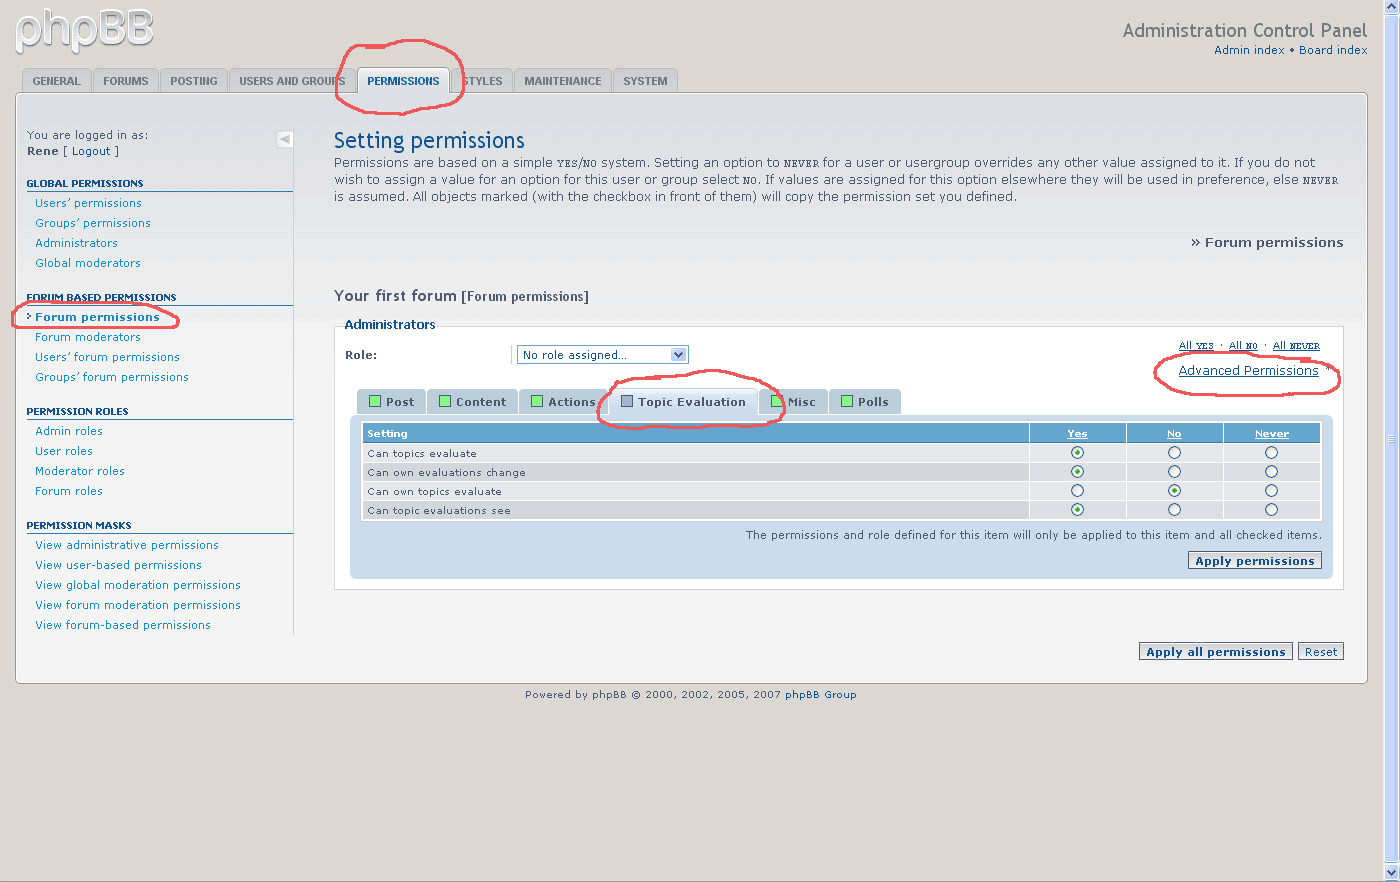 phpBB
Administration Control Panel
Admin index • Board index
GENERAL FORUMS POSTING USERS AND GROUPS PERMISSIONS STYLES MAINTENANCE SYSTEM
You are logged in as:
Rene [ Logout ]
GLOBAL PERMISSIONS
Users' permissions
Groups' permissions
Administrators
Global moderators
FORUM BASED PERMISSIONS
Forum permissions
Forum moderators
Users' forum permissions
Groups' forum permissions
PERMISSION ROLES
Admin roles
User roles
Moderator roles
Forum roles
PERMISSION MASKS
View administrative permissions
View user-based permissions
View global moderation permissions
View forum moderation permissions
View forum-based permissions
Setting permissions
Permissions are based on a simple YES/NO system. Setting an option to NEVER for a user or usergroup overrides any other value assigned to it. If you do not
wish to assign a value for an option for this user or group select NO. If values are assigned for this option elsewhere they will be used in preference, else NEVER
is assumed. All objects marked (with the checkbox in front of them) will copy the permission set you defined.
» Forum permissions
Your first forum [Forum permissions]
Administrators
Role: No role assigned...
All YES · All NO · All NEVER
Advanced Permissions
Post Content Actions Topic Evaluation Misc Polls
Setting Yes No Never
Can topics evaluate
Can own evaluations change
Can own topics evaluate
Can topic evaluations see
The permissions and role defined for this item will only be applied to this item and all checked items.
Apply permissions
Apply all permissions Reset
Powered by phpBB © 2000, 2002, 2005, 2007 phpBB Group